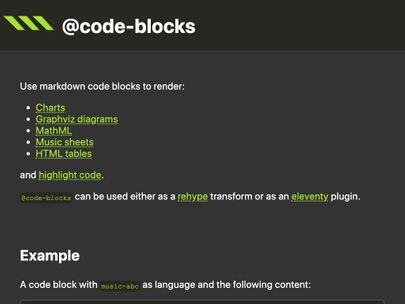 @code-blocks
Use markdown code blocks to render:
Charts
Graphviz diagrams
MathML
Music sheets
HTML tables
and highlight code.
@code-blocks can be used either as a rehype transform or as an eleventy plugin.
Example
A code block with music-abc as language and the following content: